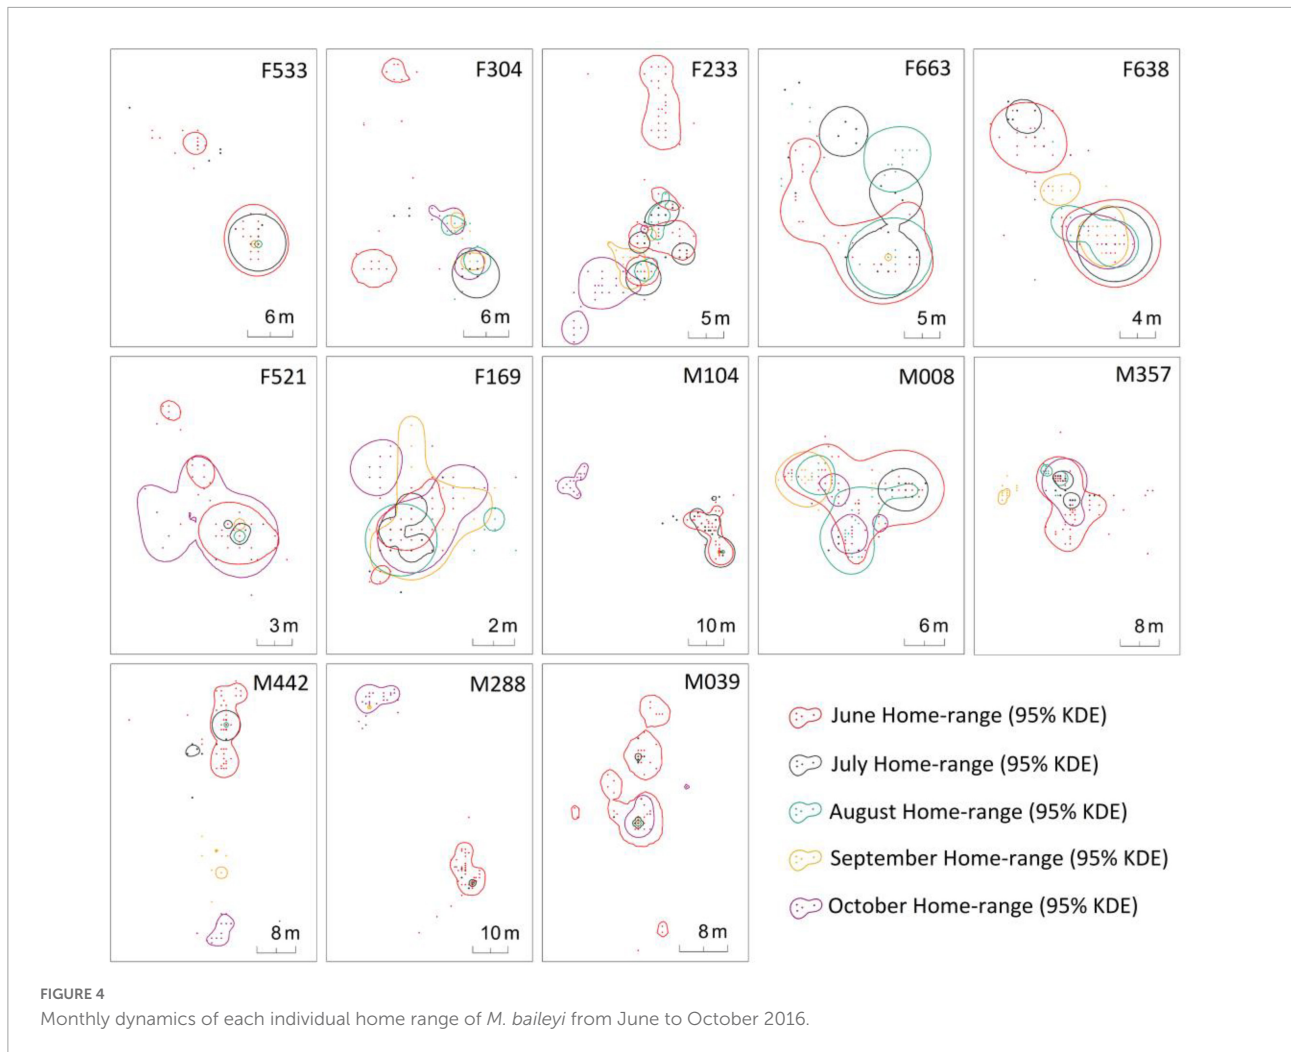 F533
F304
F233
F663
F638
6 m
6 m
5 m
5 m
4 m
F521
F169
M104
M008
M357
3 m
2 m
10 m
6 m
8 m
M442
M288
M039
8 m
10 m
8 m
June Home-range (95% KDE)
July Home-range (95% KDE)
August Home-range (95% KDE)
September Home-range (95% KDE)
October Home-range (95% KDE)
FIGURE 4
Monthly dynamics of each individual home range of M. baileyi from June to October 2016.